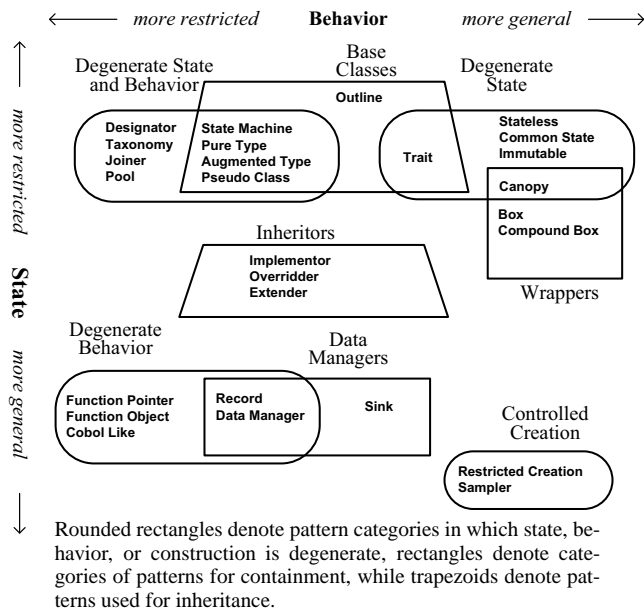 more restricted Behavior more general
Degenerate State
and Behavior
Base
Classes
Degenerate
State
Outline
Designator
Taxonomy
Joiner
Pool
State Machine
Pure Type
Augmented Type
Pseudo Class
Trait
Stateless
Common State
Immutable
Canopy
Box
Compound Box
Wrappers
more restricted
State
more general
Inheritors
Implementor
Overridder
Extender
Degenerate
Behavior
Data
Managers
Function Pointer
Function Object
Cobol Like
Record
Data Manager
Sink
Controlled
Creation
Restricted Creation
Sampler
Rounded rectangles denote pattern categories in which state, be-
havior, or construction is degenerate, rectangles denote cate-
gories of patterns for containment, while trapezoids denote pat-
terns used for inheritance.